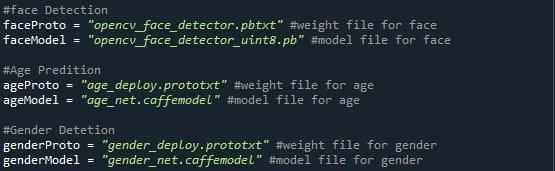 #face Detection
faceProto = "opencv_face_detector.pbtxt" #weight file for face
faceModel = "opencv_face_detector_uint8.pb" #model file for face
#Age Predition
ageProto = "age_deploy.prototxt" #weight file for age
ageModel = "age_net.caffemodel" #model file for age
#Gender Detetion
genderProto = "gender_deploy.prototxt" #weight file for gender
genderModel = "gender_net.caffemodel" #model file for gender